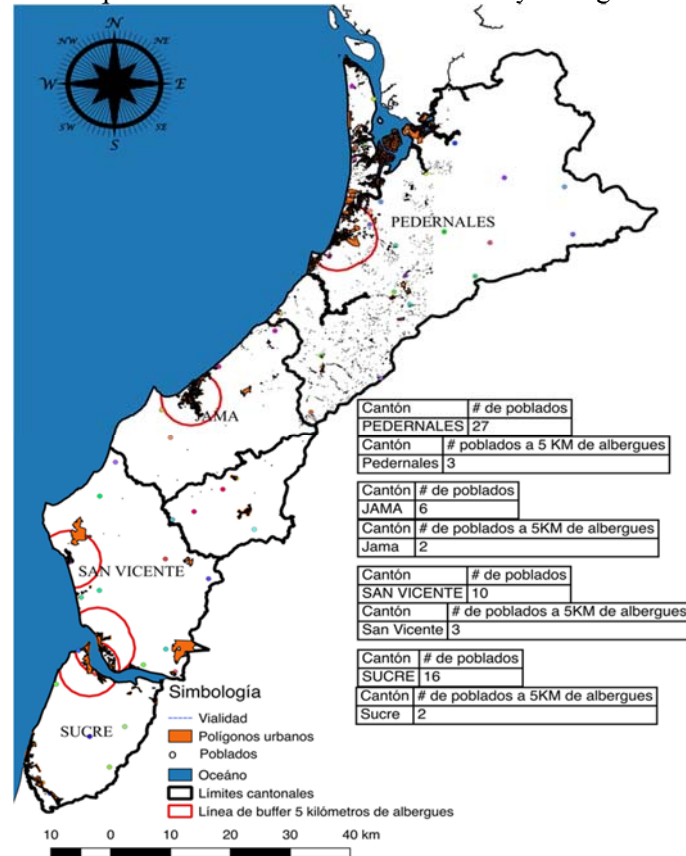 N
NW NE
W E
SW SE
S
PEDERNALES
JAMA
SAN VICENTE
SUCRE
Cantón # de poblados
PEDERNALES 27
Cantón # poblados a 5 KM de albergues
Pedernales 3
Cantón # de poblados
JAMA 6
Cantón # de poblados a 5KM de albergues
Jama 2
Cantón # de poblados
SAN VICENTE 10
Cantón # de poblados a 5KM de albergues
San Vicente 3
Cantón # de poblados
SUCRE 16
Cantón # de poblados a 5KM de albergues
Sucre 2
Simbología
Vialidad
Polígonos urbanos
Poblados
Océano
Límites cantonales
Línea de buffer 5 kilómetros de albergues
10 0 10 20 30 40 km